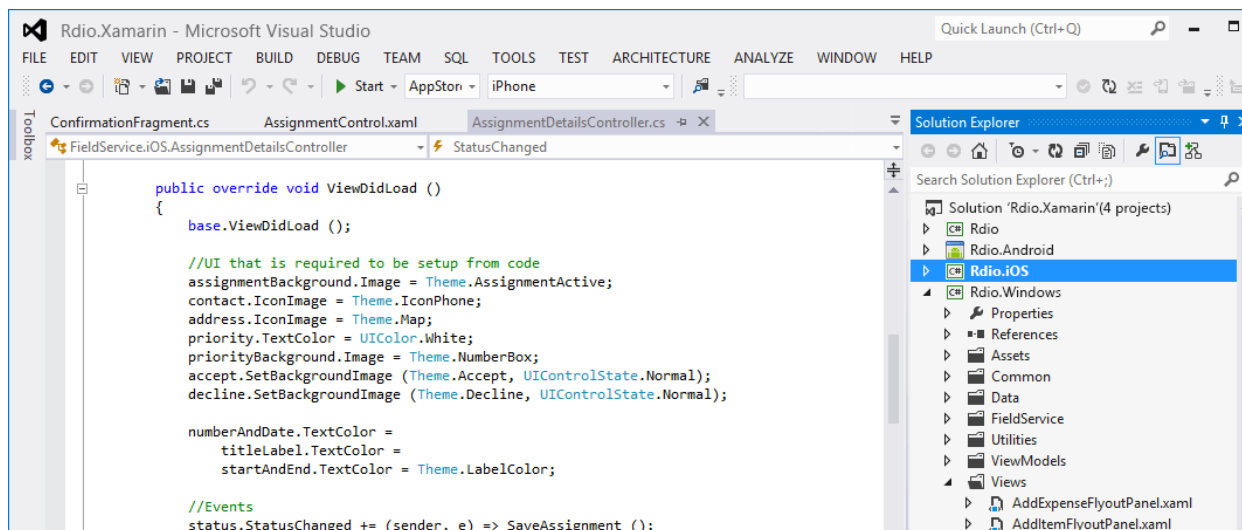 Rdio.Xamarin - Microsoft Visual Studio
Quick Launch (Ctrl+Q)
FILE EDIT VIEW PROJECT BUILD DEBUG TEAM SQL TOOLS TEST ARCHITECTURE ANALYZE WINDOW HELP
Start AppStor iPhone
Toolbox
ConfirmationFragment.cs AssignmentControl.xaml AssignmentDetailsController.cs
FieldService.iOS.AssignmentDetailsController StatusChanged
public override void ViewDidLoad ()
{
base.ViewDidLoad ();
//UI that is required to be setup from code
assignmentBackground.Image = Theme.AssignmentActive;
contact.IconImage = Theme.IconPhone;
address.IconImage = Theme.Map;
priority.TextColor = UIColor.White;
priorityBackground.Image = Theme.NumberBox;
accept.SetBackgroundImage (Theme.Accept, UIControlState.Normal);
decline.SetBackgroundImage (Theme.Decline, UIControlState.Normal);
numberAndDate.TextColor =
titleLabel.TextColor =
startAndEnd.TextColor = Theme.LabelColor;
//Events
status.StatusChanged += (sender, e) => SaveAssignment ();
Solution Explorer
Search Solution Explorer (Ctrl+;)
Solution 'Rdio.Xamarin'(4 projects)
C# Rdio
Rdio.Android
C# Rdio.iOS
C# Rdio.Windows
Properties
References
Assets
Common
Data
FieldService
Utilities
ViewModels
Views
AddExpenseFlyoutPanel.xaml
AddItemFlyoutPanel.xaml